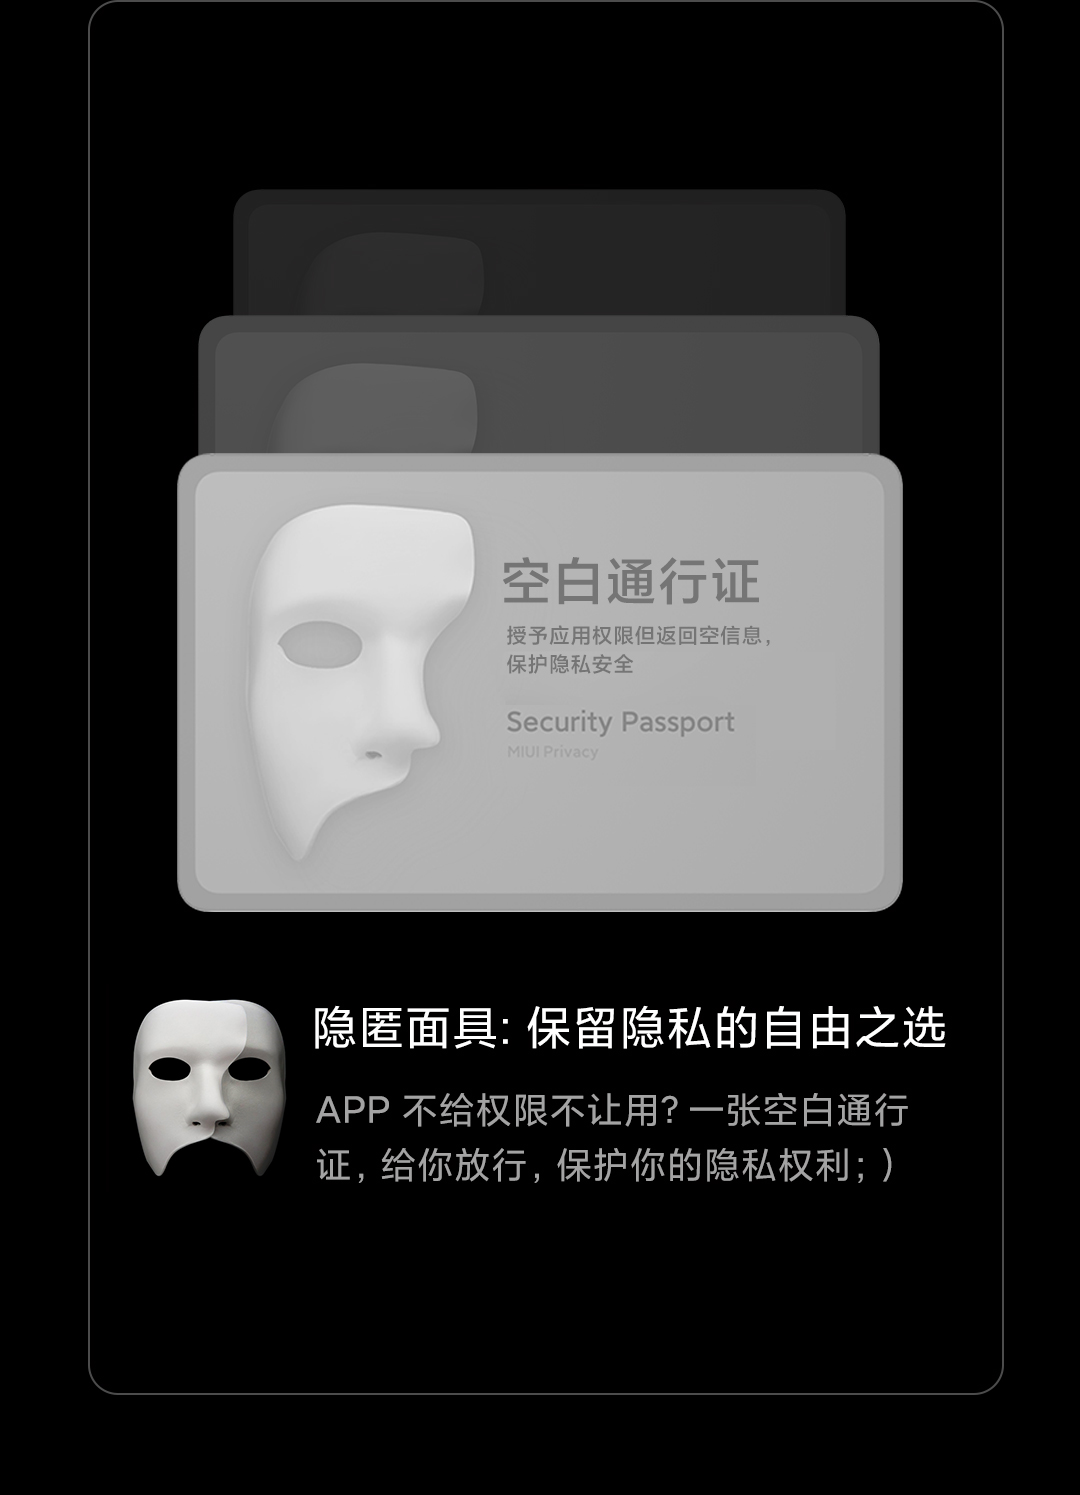 空白通行证
授予应用权限但返回空信息，
保护隐私安全
Security Passport
MIUI Privacy
隐匿面具：保留隐私的自由之选
APP 不给权限不让用？一张空白通行
证，给你放行，保护你的隐私权利；）